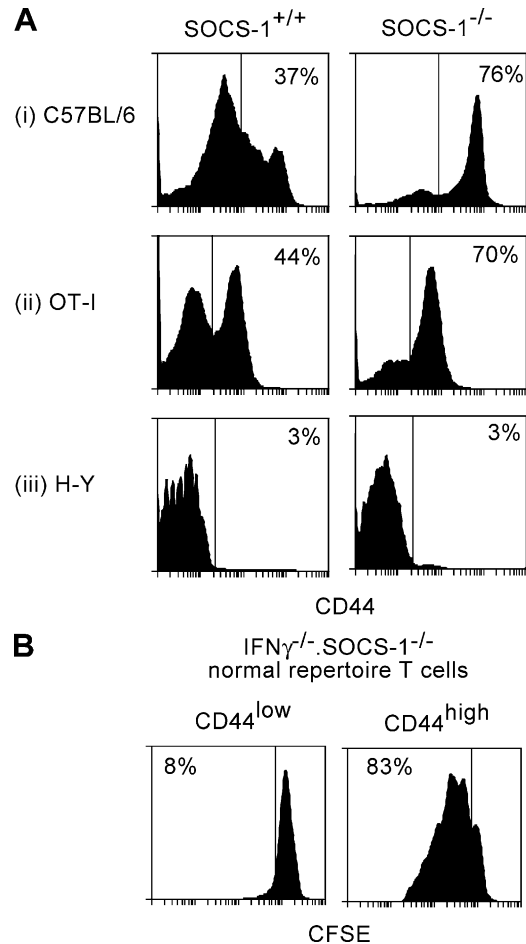 A
SOCS-1+/+ SOCS-1-/-
(i) C57BL/6 37% 76%
(ii) OT-I 44% 70%
(iii) H-Y 3% 3%
CD44
B
IFNγ-/-.SOCS-1-/-
normal repertoire T cells
CD44low CD44high
8% 83%
CFSE